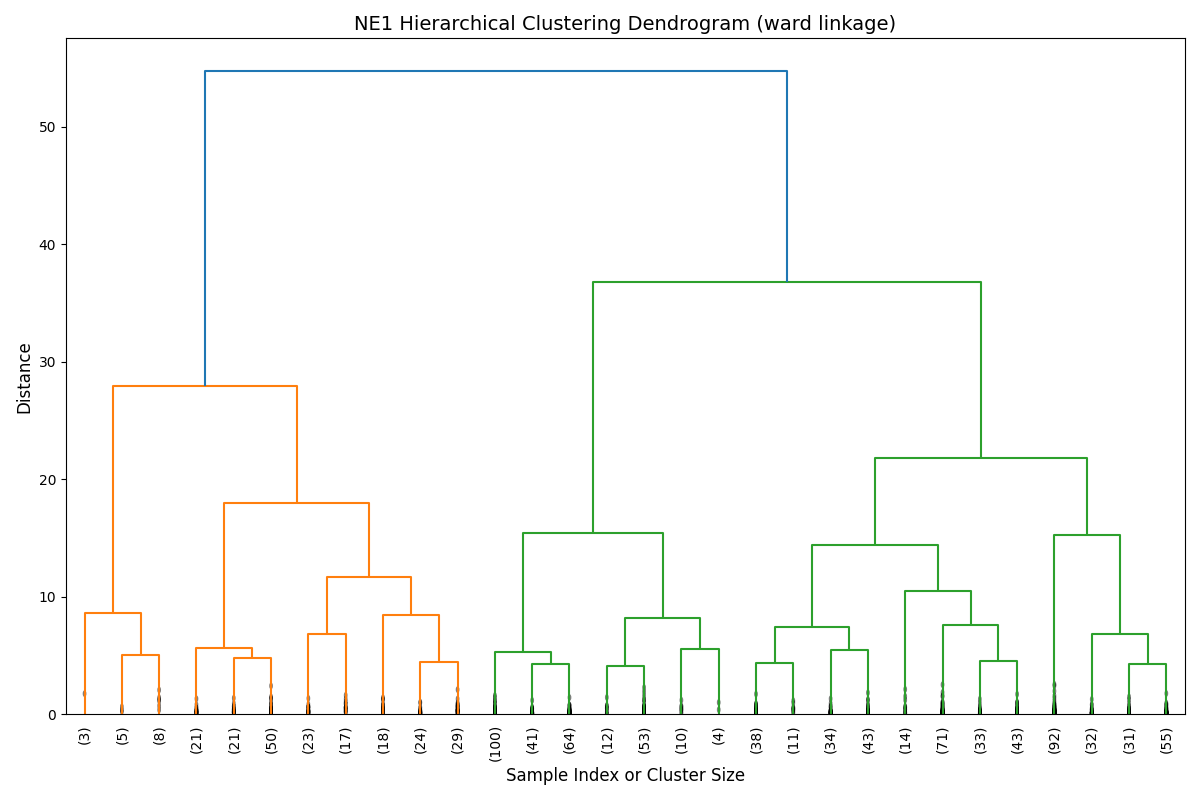 NE1 Hierarchical Clustering Dendrogram (ward linkage)
50
40
30
20
10
0
Distance
(3) (5) (8) (21) (21) (50) (23) (17) (18) (24) (29) (100) (41) (64) (12) (53) (10) (4) (38) (11) (34) (43) (14) (71) (33) (43) (92) (32) (31) (55)
Sample Index or Cluster Size